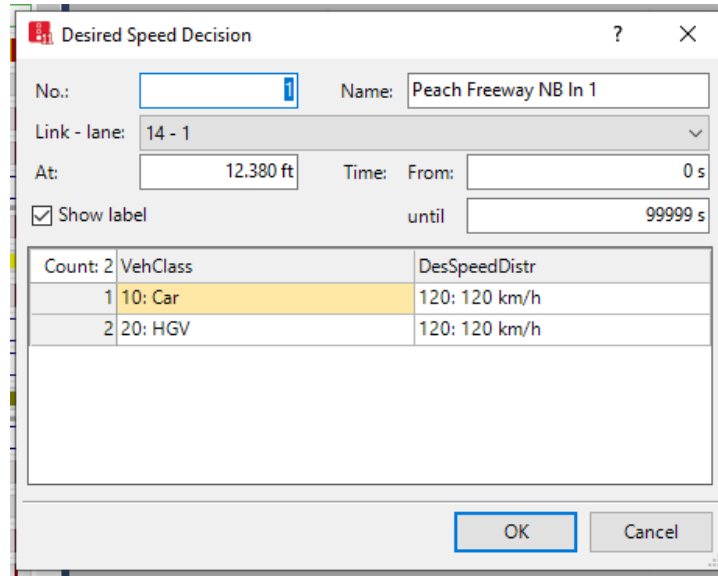 11 Desired Speed Decision ? ×
No.: 1 Name: Peach Freeway NB In 1
Link - lane: 14 - 1
At: 12.380 ft Time: From: 0 s
Show label until 99999 s
Count: 2 VehClass DesSpeedDistr
1 10: Car 120: 120 km/h
2 20: HGV 120: 120 km/h
OK Cancel